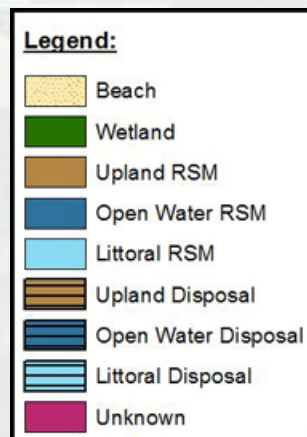 Legend:
Beach
Wetland
Upland RSM
Open Water RSM
Littoral RSM
Upland Disposal
Open Water Disposal
Littoral Disposal
Unknown